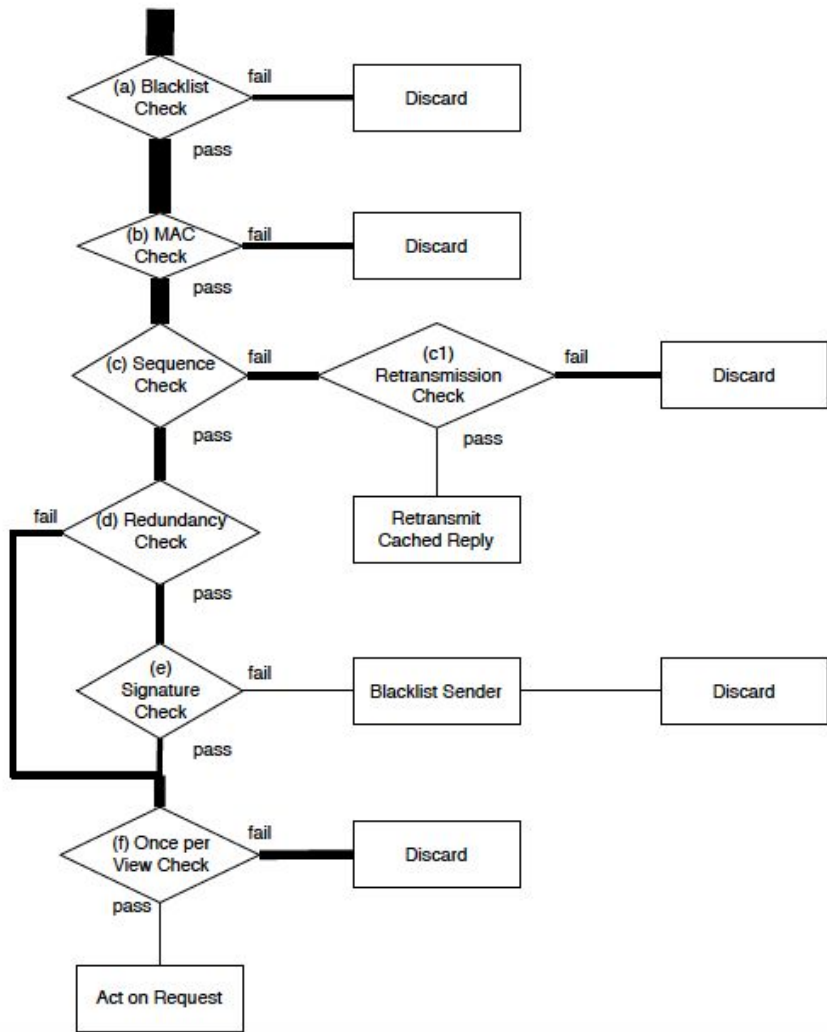 (a) Blacklist
Check
fail
Discard
pass
(b) MAC
Check
fail
Discard
pass
(c) Sequence
Check
fail
(c1)
Retransmission
Check
fail
Discard
pass
pass
Retransmit
Cached Reply
fail
(d) Redundancy
Check
pass
(e)
Signature
Check
fail
Blacklist Sender
Discard
pass
(f) Once per
View Check
fail
Discard
pass
Act on Request